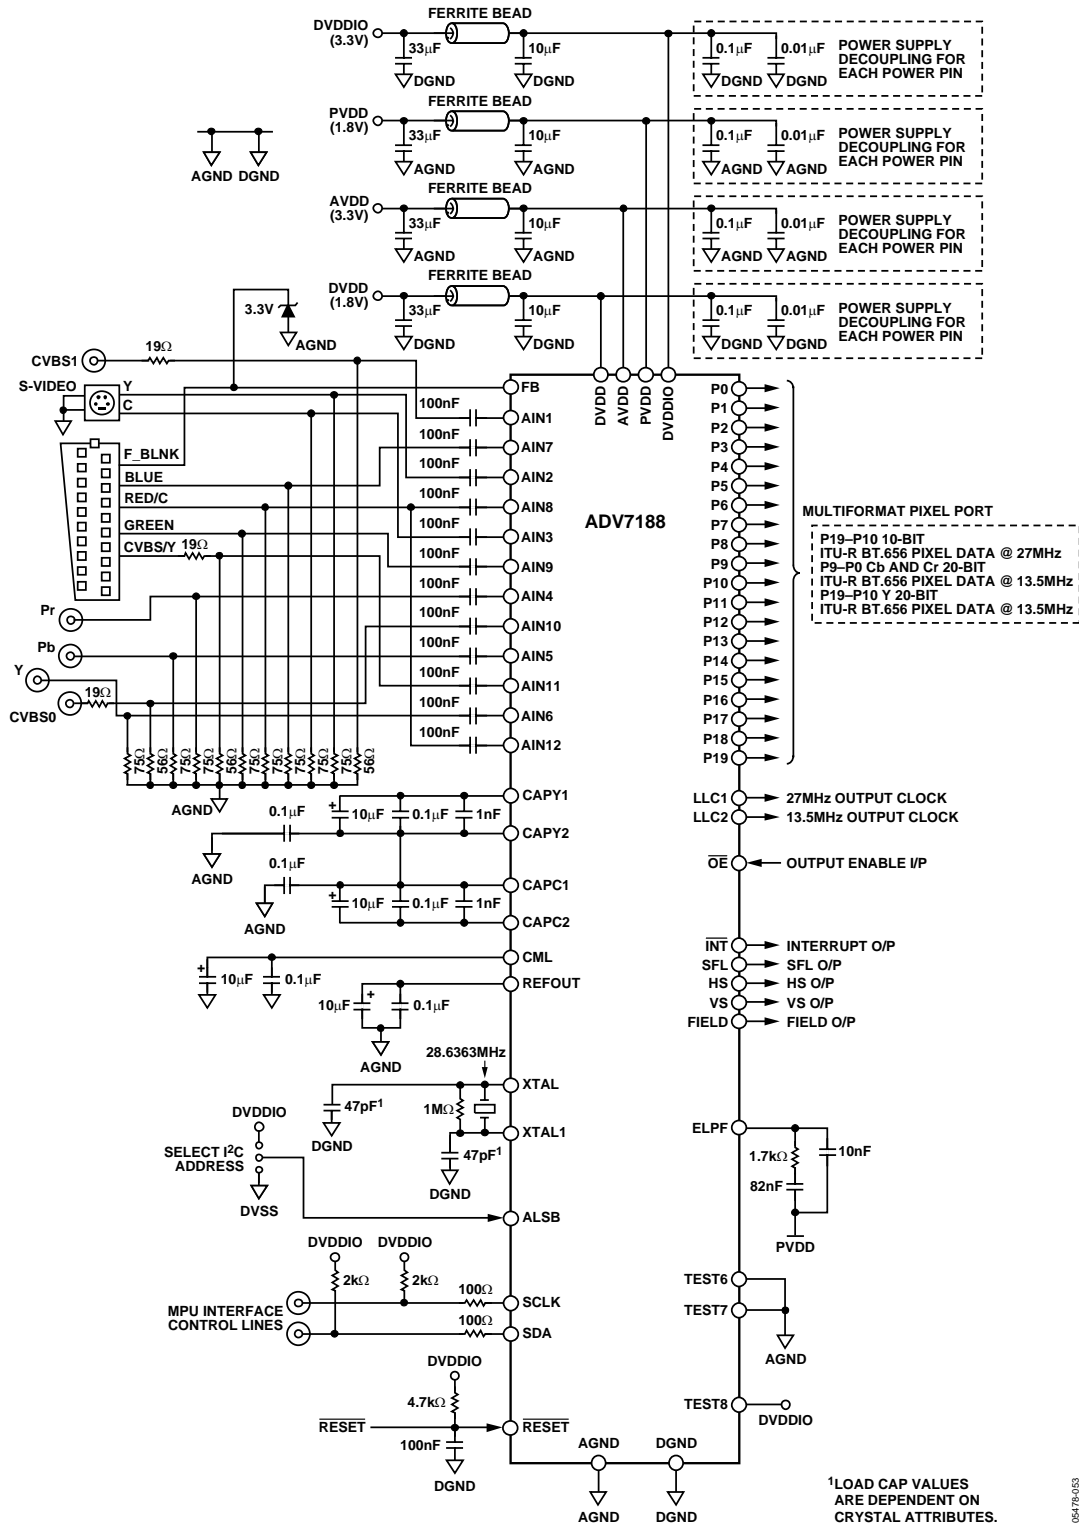 FERRITE BEAD
DVDDIO
(3.3V)
33µF
10µF
0.1µF
0.01µF
POWER SUPPLY
DECOUPLING FOR
EACH POWER PIN
DGND
DGND
DGND
DGND
FERRITE BEAD
PVDD
(1.8V)
33µF
10µF
0.1µF
0.01µF
POWER SUPPLY
DECOUPLING FOR
EACH POWER PIN
AGND
AGND
AGND
AGND
AGND DGND
FERRITE BEAD
AVDD
(3.3V)
33µF
10µF
0.1µF
0.01µF
POWER SUPPLY
DECOUPLING FOR
EACH POWER PIN
AGND
AGND
AGND
AGND
FERRITE BEAD
DVDD
(1.8V)
33µF
10µF
0.1µF
0.01µF
POWER SUPPLY
DECOUPLING FOR
EACH POWER PIN
DGND
DGND
DGND
DGND
3.3V
AGND
CVBS1
19Ω
S-VIDEO
Y
C
F_BLNK
BLUE
RED/C
GREEN
CVBS/Y 19Ω
Pr
Pb
Y
19Ω
CVBS0
75Ω
56Ω
75Ω
75Ω
56Ω
75Ω
75Ω
75Ω
75Ω
75Ω
56Ω
AGND
FB
100nF
AIN1
100nF
AIN7
100nF
AIN2
100nF
AIN8
100nF
AIN3
100nF
AIN9
100nF
AIN4
100nF
AIN10
100nF
AIN5
100nF
AIN11
100nF
AIN6
100nF
AIN12
DVDD
AVDD
PVDD
DVDDIO
ADV7188
P0
P1
P2
P3
P4
P5
P6
P7
P8
P9
P10
P11
P12
P13
P14
P15
P16
P17
P18
P19
MULTIFORMAT PIXEL PORT
P19–P10 10-BIT
ITU-R BT.656 PIXEL DATA @ 27MHz
P9–P0 Cb AND Cr 20-BIT
ITU-R BT.656 PIXEL DATA @ 13.5MHz
P19–P10 Y 20-BIT
ITU-R BT.656 PIXEL DATA @ 13.5MHz
CAPY1
0.1µF
+
10µF
0.1µF
1nF
CAPY2
AGND
0.1µF
CAPC1
+
10µF
0.1µF
1nF
CAPC2
AGND
CML
+
10µF
0.1µF
REFOUT
10µF
+
0.1µF
AGND
LLC1
27MHz OUTPUT CLOCK
LLC2
13.5MHz OUTPUT CLOCK
OE
OUTPUT ENABLE I/P
INT
INTERRUPT O/P
SFL
SFL O/P
HS
HS O/P
VS
VS O/P
FIELD
FIELD O/P
28.6363MHz
XTAL
47pF1
1MΩ
DGND
XTAL1
47pF1
DGND
DVDDIO
SELECT I2C
ADDRESS
DVSS
ALSB
ELPF
1.7kΩ
10nF
82nF
PVDD
DVDDIO
DVDDIO
2kΩ
2kΩ
MPU INTERFACE
CONTROL LINES
100Ω
SCLK
100Ω
SDA
TEST6
TEST7
AGND
DVDDIO
4.7kΩ
RESET
RESET
100nF
DGND
TEST8
DVDDIO
AGND
DGND
AGND
DGND
1LOAD CAP VALUES
ARE DEPENDENT ON
CRYSTAL ATTRIBUTES.
05478-053